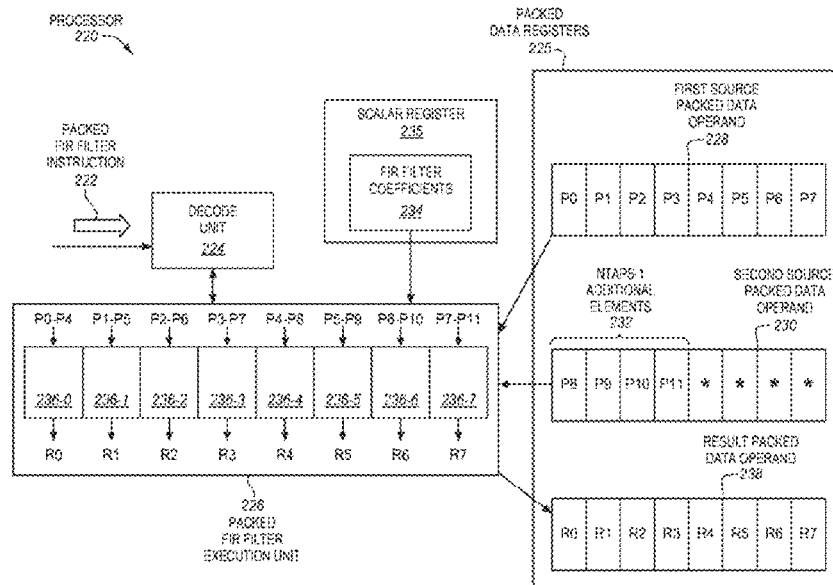 PROCESSOR
220
PACKED
DATA REGISTERS
225
PACKED
FIR FILTER
INSTRUCTION
222
DECODE
UNIT
224
SCALAR REGISTER
235
FIR FILTER
COEFFICIENTS
234
FIRST SOURCE
PACKED DATA
OPERAND
228
P0 P1 P2 P3 P4 P5 P6 P7
NTAPS-1
ADDITIONAL
ELEMENTS
232
SECOND SOURCE
PACKED DATA
OPERAND
230
P8 P9 P10 P11 * * * *
P0-P4 P1-P5 P2-P6 P3-P7 P4-P8 P5-P9 P6-P10 P7-P11
236-0 236-1 236-2 236-3 236-4 236-5 236-6 236-7
R0 R1 R2 R3 R4 R5 R6 R7
226
PACKED
FIR FILTER
EXECUTION UNIT
RESULT PACKED
DATA OPERAND
238
R0 R1 R2 R3 R4 R5 R6 R7